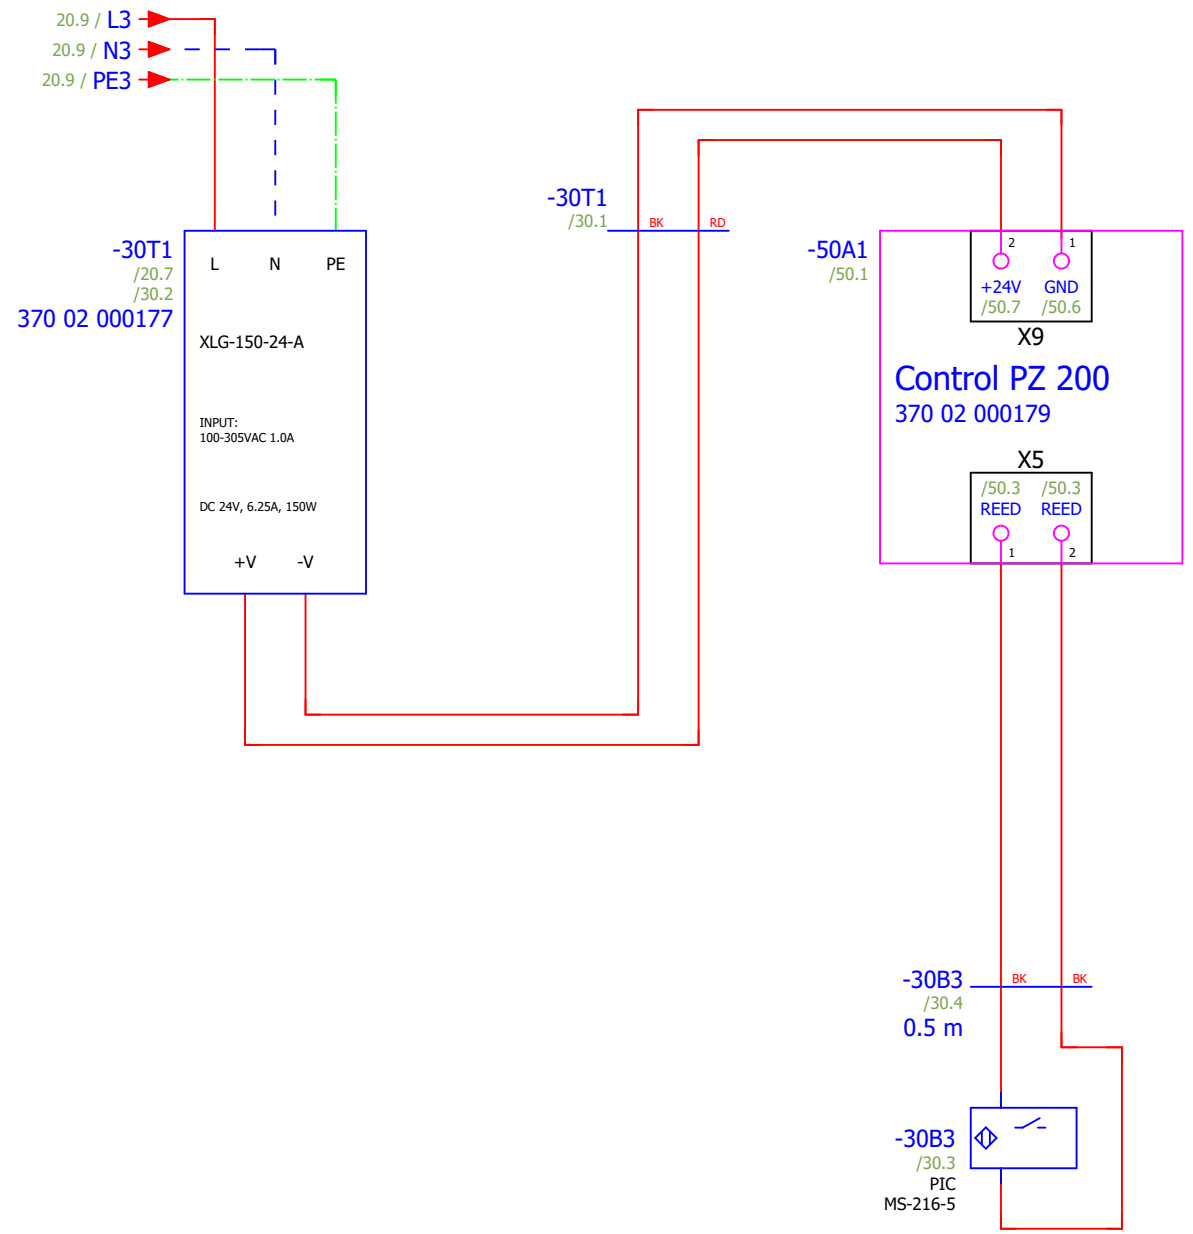 20.9 / L3
20.9 / N3
20.9 / PE3
-30T1
/30.1
BK
RD
-30T1
/20.7
/30.2
370 02 000177
L
N
PE
XLG-150-24-A
INPUT:
100-305VAC 1.0A
DC 24V, 6.25A, 150W
+V
-V
-50A1
/50.1
2
1
+24V
GND
/50.7
/50.6
X9
Control PZ 200
370 02 000179
X5
/50.3
/50.3
REED
REED
1
2
-30B3
/30.4
0.5 m
BK
BK
-30B3
/30.3
PIC
MS-216-5